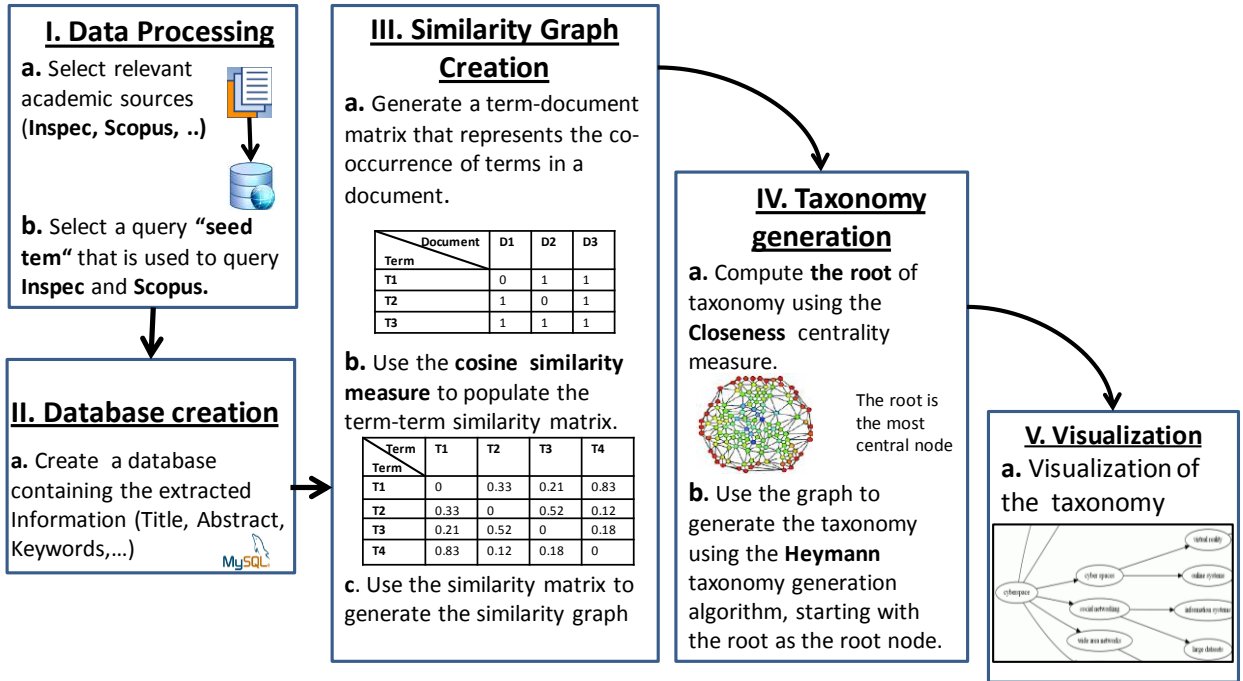 I. Data Processing
a. Select relevant
academic sources
(Inspec, Scopus, ..)
b. Select a query “seed
tem“ that is used to query
Inspec and Scopus.
II. Database creation
a. Create a database
containing the extracted
Information (Title, Abstract,
Keywords,...)
MySQL
III. Similarity Graph
Creation
a. Generate a term-document
matrix that represents the co-
occurrence of terms in a
document.
Document D1 D2 D3
Term
T1 0 1 1
T2 1 0 1
T3 1 1 1
b. Use the cosine similarity
measure to populate the
term-term similarity matrix.
Term T1 T2 T3 T4
Term
T1 0 0.33 0.21 0.83
T2 0.33 0 0.52 0.12
T3 0.21 0.52 0 0.18
T4 0.83 0.12 0.18 0
c. Use the similarity matrix to
generate the similarity graph
IV. Taxonomy
generation
a. Compute the root of
taxonomy using the
Closeness centrality
measure.
The root is
the most
central node
b. Use the graph to
generate the taxonomy
using the Heymann
taxonomy generation
algorithm, starting with
the root as the root node.
V. Visualization
a. Visualization of
the taxonomy
virtual reality
cyber spaces
online systems
cyberspace
social networking
information systems
wide area networks
large datasets